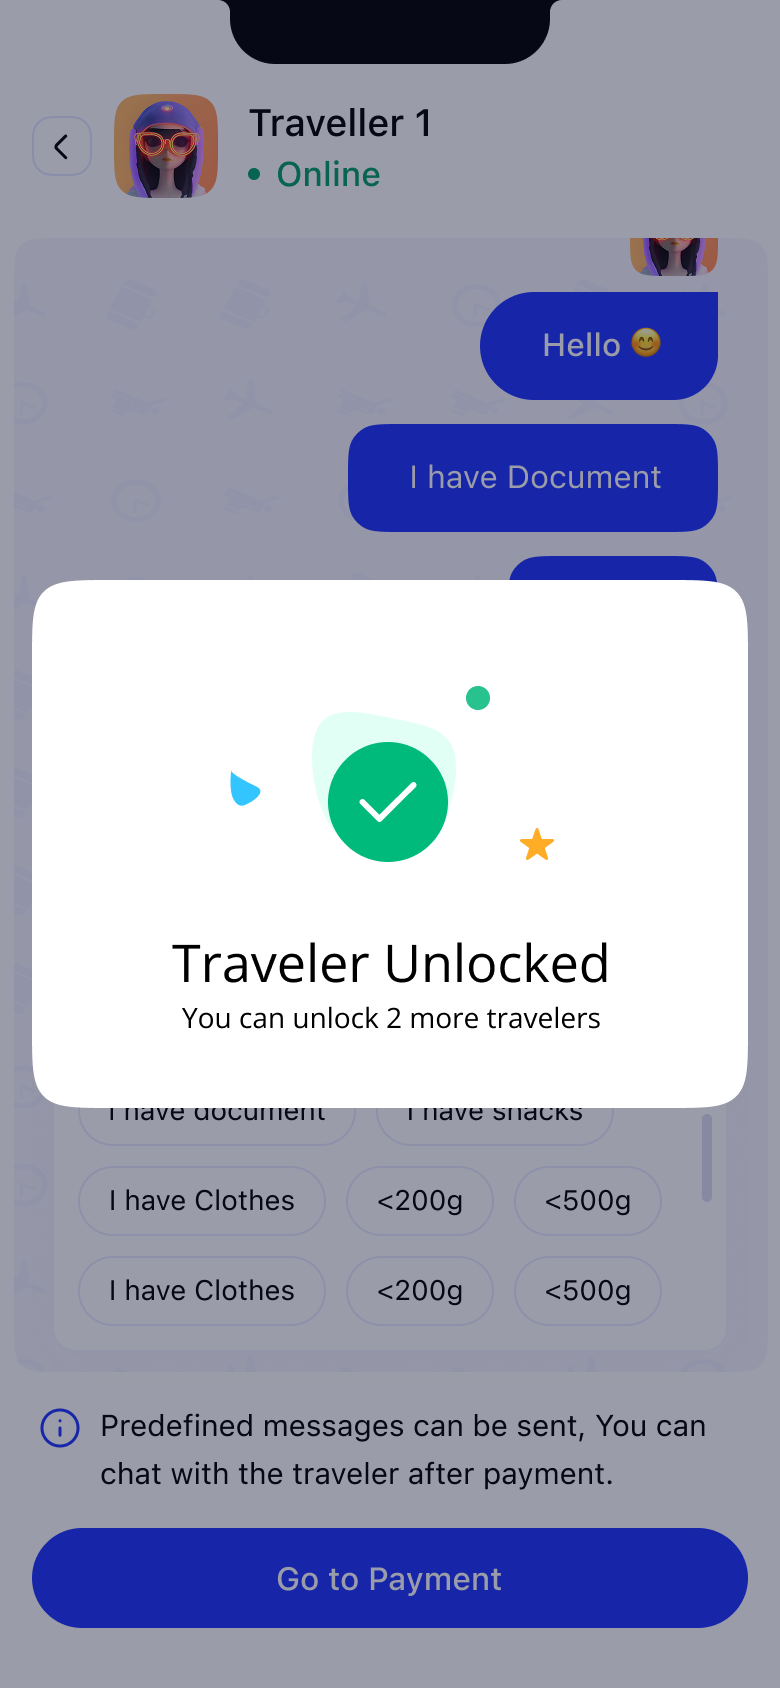 Traveller 1
Online
Hello 😊
I have Document
Traveler Unlocked
You can unlock 2 more travelers
I have document
I have snacks
I have Clothes
<200g
<500g
I have Clothes
<200g
<500g
Predefined messages can be sent, You can
chat with the traveler after payment.
Go to Payment